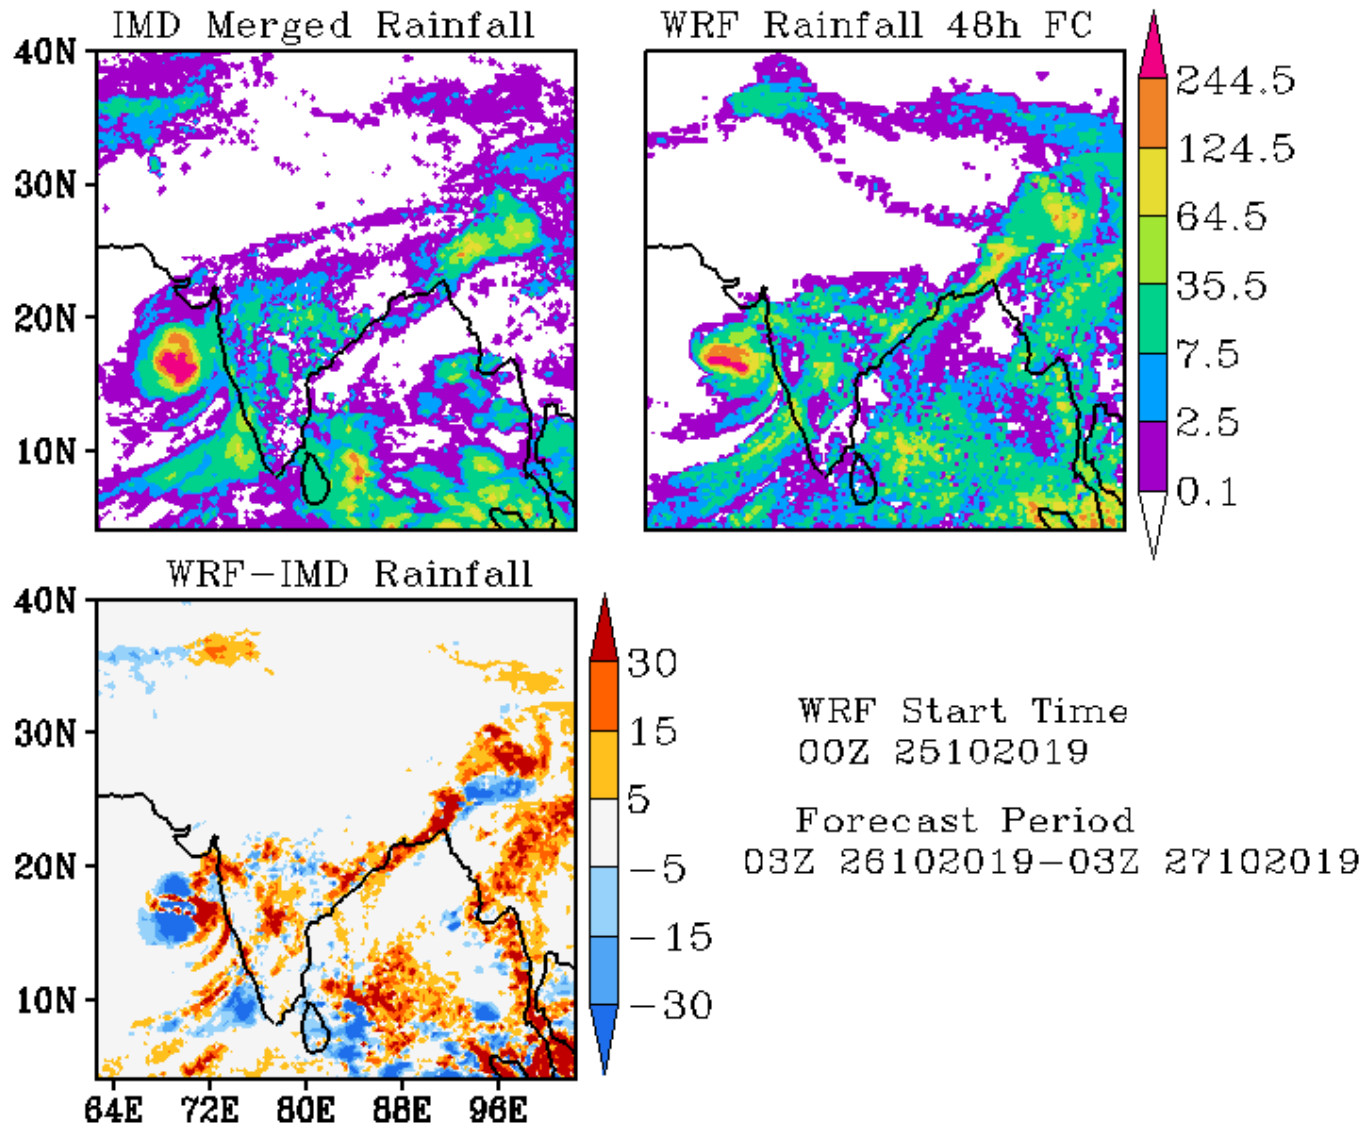 IMD Merged Rainfall
WRF Rainfall 48h FC
40N
30N
20N
10N
244.5
124.5
64.5
35.5
7.5
2.5
0.1
WRF-IMD Rainfall
40N
30N
20N
10N
64E 72E 80E 88E 96E
30
15
5
-5
-15
-30
WRF Start Time
00Z 25102019
Forecast Period
03Z 26102019-03Z 27102019